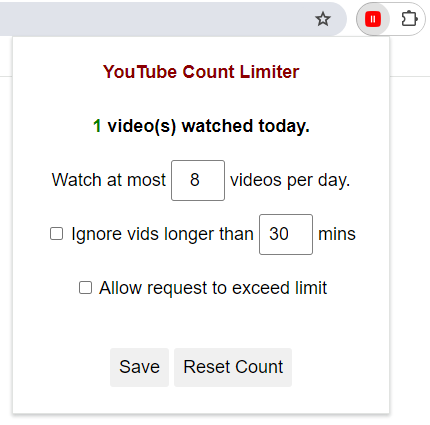 YouTube Count Limiter
1 video(s) watched today.
Watch at most 8 videos per day.
Ignore vids longer than 30 mins
Allow request to exceed limit
Save Reset Count